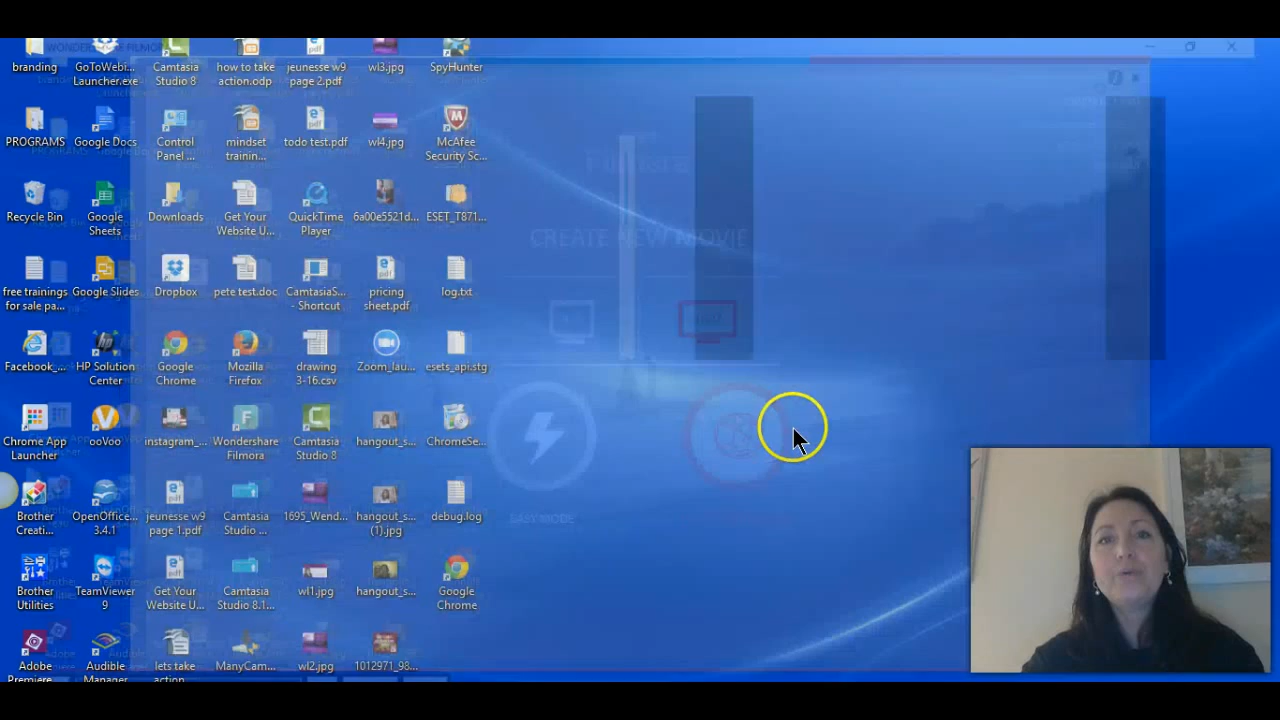 WONDERSHARE FILMORA
branding
GoToWebi...
Launcher.exe
Camtasia
Studio 8
how to take
action.odp
jeunesse w9
page 2.pdf
wl3.jpg
SpyHunter
PROGRAMS
Google Docs
Control
Panel ...
mindset
trainin...
todo test.pdf
wl4.jpg
McAfee
Security Sc...
Recycle Bin
Google
Sheets
Downloads
Get Your
Website U...
QuickTime
Player
6a00e5521d...
ESET_T871...
CREATE NEW MOVIE
free trainings
for sale pa...
Google Slides
Dropbox
pete test.doc
CamtasiaS...
- Shortcut
pricing
sheet.pdf
log.txt
Facebook_...
HP Solution
Center
Google
Chrome
Mozilla
Firefox
drawing
3-16.csv
Zoom_lau...
esets_api.stg
Chrome App
Launcher
ooVoo
instagram_...
Wondershare
Filmora
Camtasia
Studio 8
hangout_s...
ChromeSe...
EASY MODE
Brother
Creati...
OpenOffice...
3.4.1
jeunesse w9
page 1.pdf
Camtasia
Studio ...
1695_Wend...
hangout_s...
(1).jpg
debug.log
Brother
Utilities
TeamViewer
9
Get Your
Website U...
Camtasia
Studio 8.1...
wl1.jpg
hangout_s...
Google
Chrome
Adobe
Premiere...
Audible
Manager
lets take
action...
ManyCam...
wl2.jpg
1012971_98...